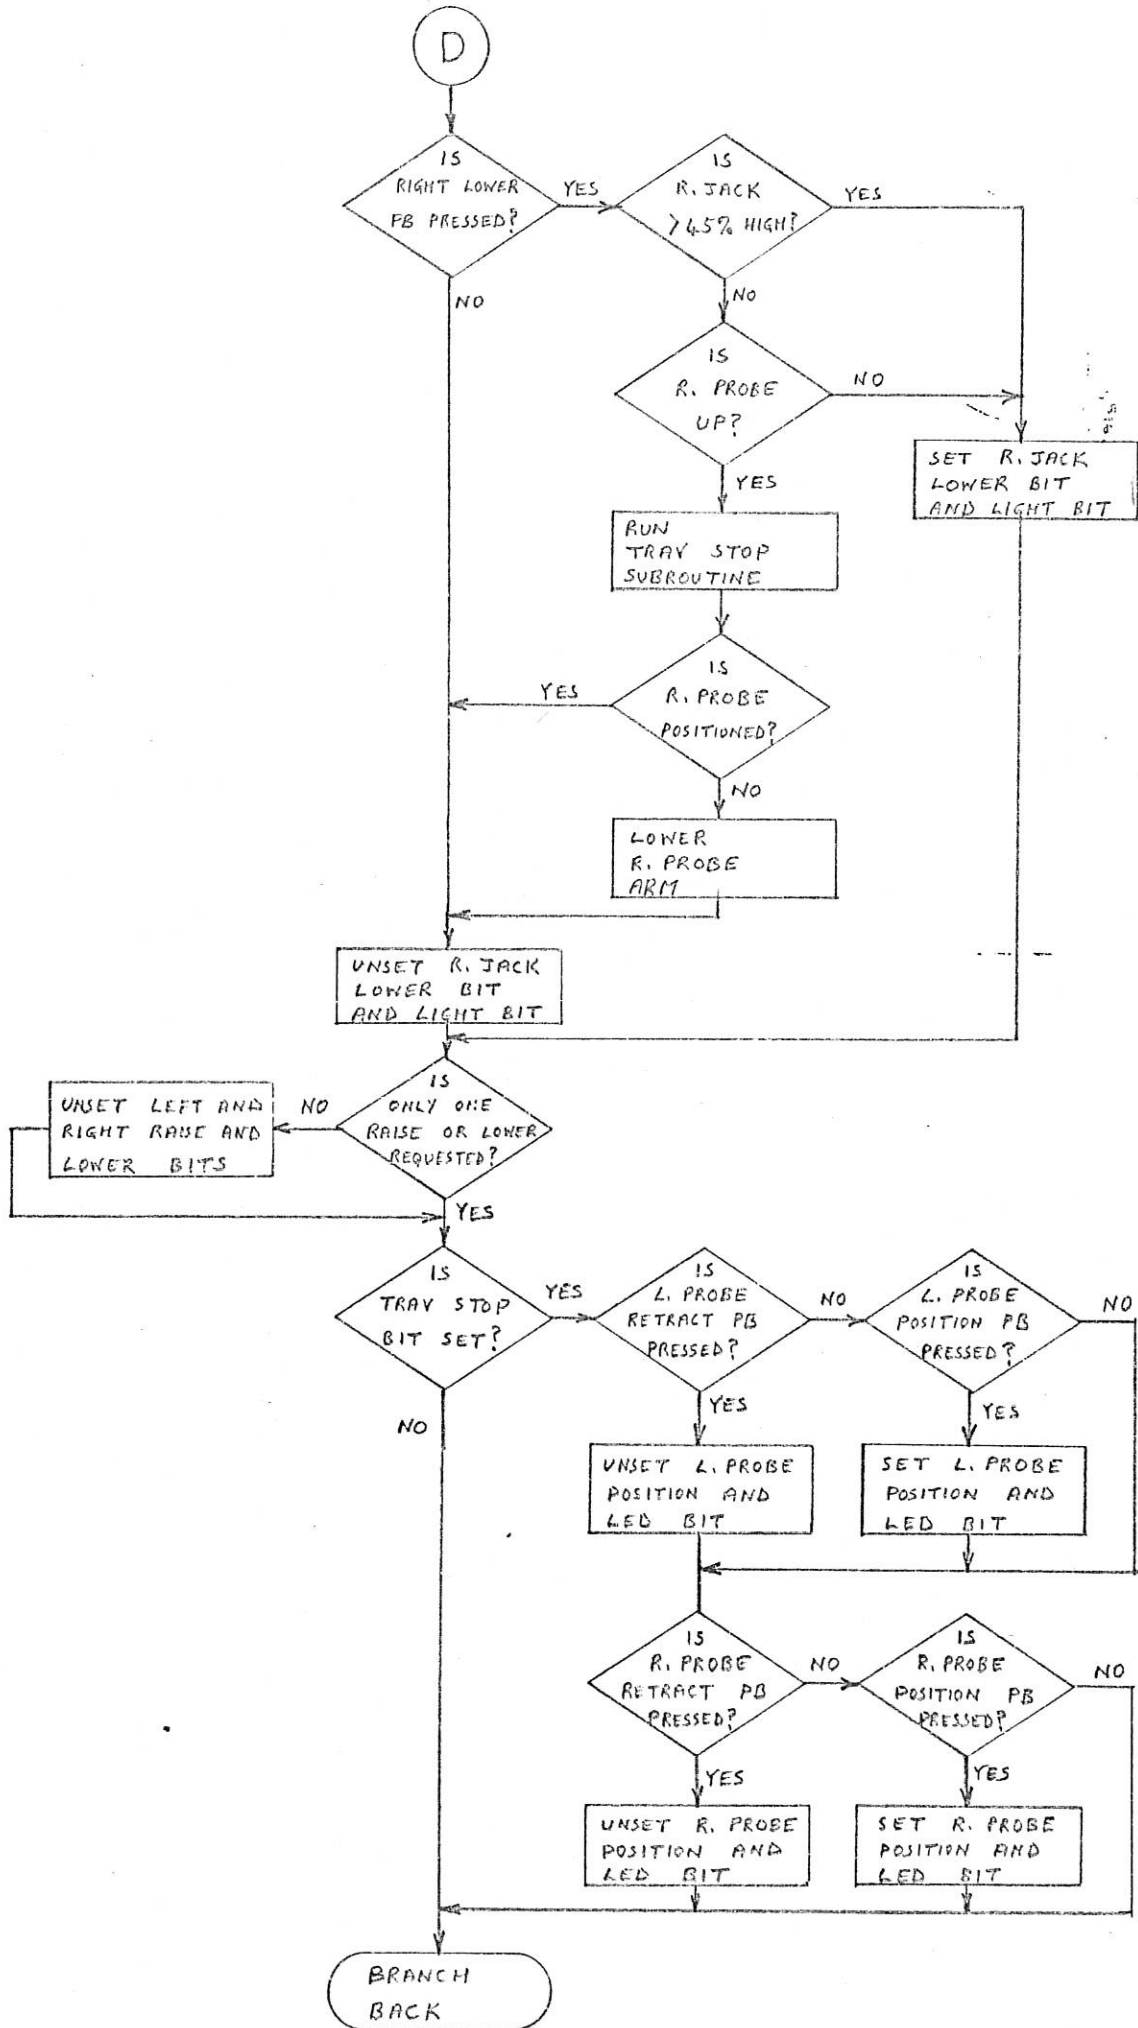 D
IS
RIGHT LOWER
PB PRESSED?
YES
NO
IS
R. JACK
>45% HIGH?
YES
NO
IS
R. PROBE
UP?
NO
YES
SET R. JACK
LOWER BIT
AND LIGHT BIT
RUN
TRAV STOP
SUBROUTINE
IS
R. PROBE
POSITIONED?
YES
NO
LOWER
R. PROBE
ARM
UNSET R. JACK
LOWER BIT
AND LIGHT BIT
IS
ONLY ONE
RAISE OR LOWER
REQUESTED?
NO
YES
UNSET LEFT AND
RIGHT RAISE AND
LOWER BITS
IS
TRAV STOP
BIT SET?
YES
NO
IS
L. PROBE
RETRACT PB
PRESSED?
NO
YES
IS
L. PROBE
POSITION PB
PRESSED?
NO
YES
UNSET L. PROBE
POSITION AND
LED BIT
SET L. PROBE
POSITION AND
LED BIT
IS
R. PROBE
RETRACT PB
PRESSED?
NO
YES
IS
R. PROBE
POSITION PB
PRESSED?
NO
YES
UNSET R. PROBE
POSITION AND
LED BIT
SET R. PROBE
POSITION AND
LED BIT
BRANCH
BACK